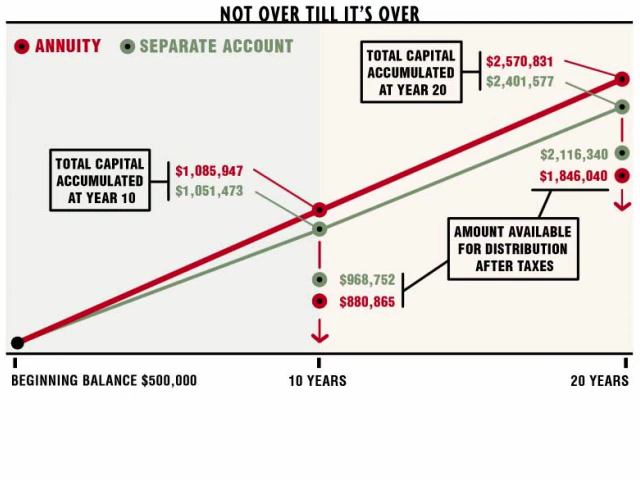 NOT OVER TILL IT'S OVER
ANNUITY
SEPARATE ACCOUNT
TOTAL CAPITAL
ACCUMULATED
AT YEAR 20
$2,570,831
$2,401,577
TOTAL CAPITAL
ACCUMULATED
AT YEAR 10
$1,085,947
$1,051,473
$2,116,340
$1,846,040
AMOUNT AVAILABLE
FOR DISTRIBUTION
AFTER TAXES
$968,752
$880,865
BEGINNING BALANCE $500,000
10 YEARS
20 YEARS